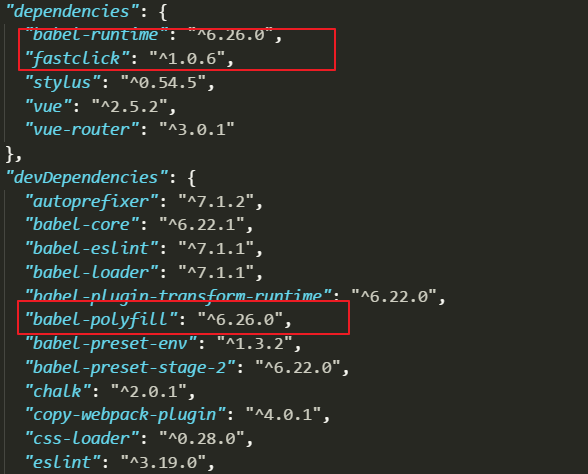 "dependencies": {
"babel-runtime": "^6.26.0",
"fastclick": "^1.0.6",
"stylus": "^0.54.5",
"vue": "^2.5.2",
"vue-router": "^3.0.1"
},
"devDependencies": {
"autoprefixer": "^7.1.2",
"babel-core": "^6.22.1",
"babel-eslint": "^7.1.1",
"babel-loader": "^7.1.1",
"babel-plugin-transform-runtime": "^6.22.0",
"babel-polyfill": "^6.26.0",
"babel-preset-env": "^1.3.2",
"babel-preset-stage-2": "^6.22.0",
"chalk": "^2.0.1",
"copy-webpack-plugin": "^4.0.1",
"css-loader": "^0.28.0",
"eslint": "^3.19.0",